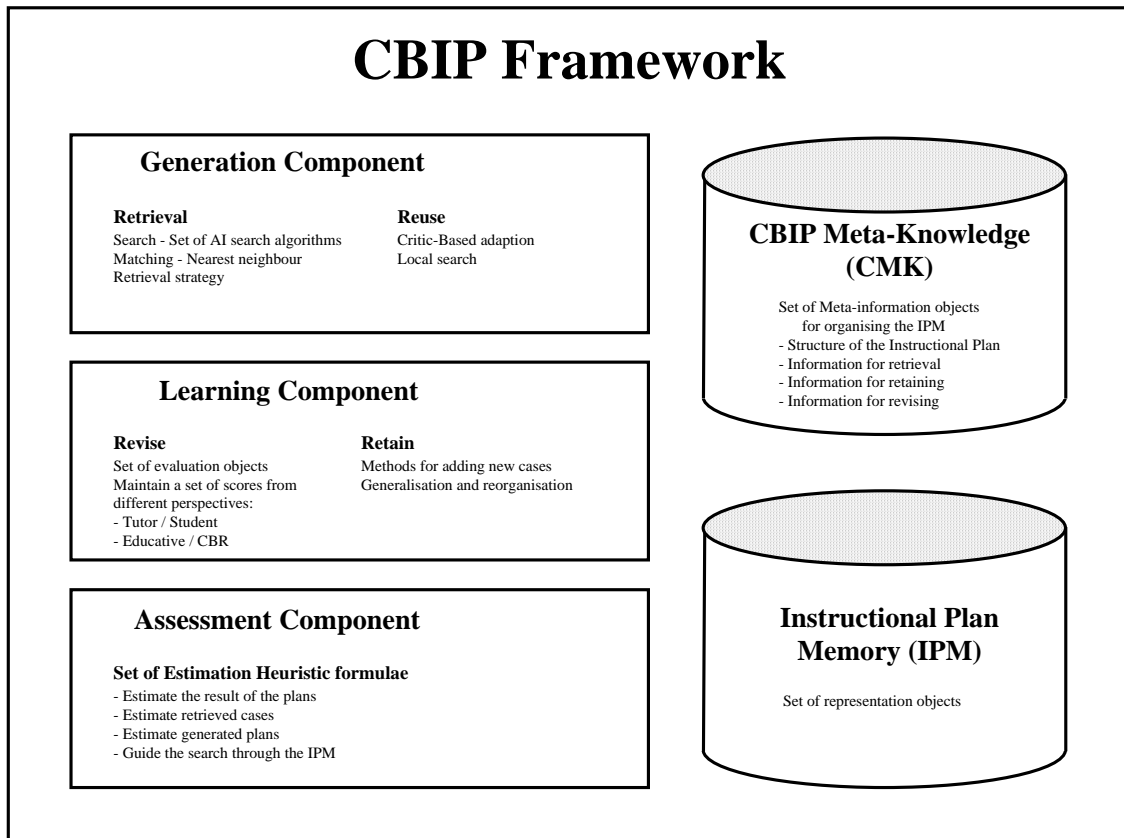 CBIP Framework
Generation Component
Retrieval
Search - Set of AI search algorithms
Matching - Nearest neighbour
Retrieval strategy
Reuse
Critic-Based adaption
Local search
Learning Component
Revise
Set of evaluation objects
Maintain a set of scores from
different perspectives:
- Tutor / Student
- Educative / CBR
Retain
Methods for adding new cases
Generalisation and reorganisation
Assessment Component
Set of Estimation Heuristic formulae
- Estimate the result of the plans
- Estimate retrieved cases
- Estimate generated plans
- Guide the search through the IPM
CBIP Meta-Knowledge
(CMK)
Set of Meta-information objects
for organising the IPM
- Structure of the Instructional Plan
- Information for retrieval
- Information for retaining
- Information for revising
Instructional Plan
Memory (IPM)
Set of representation objects